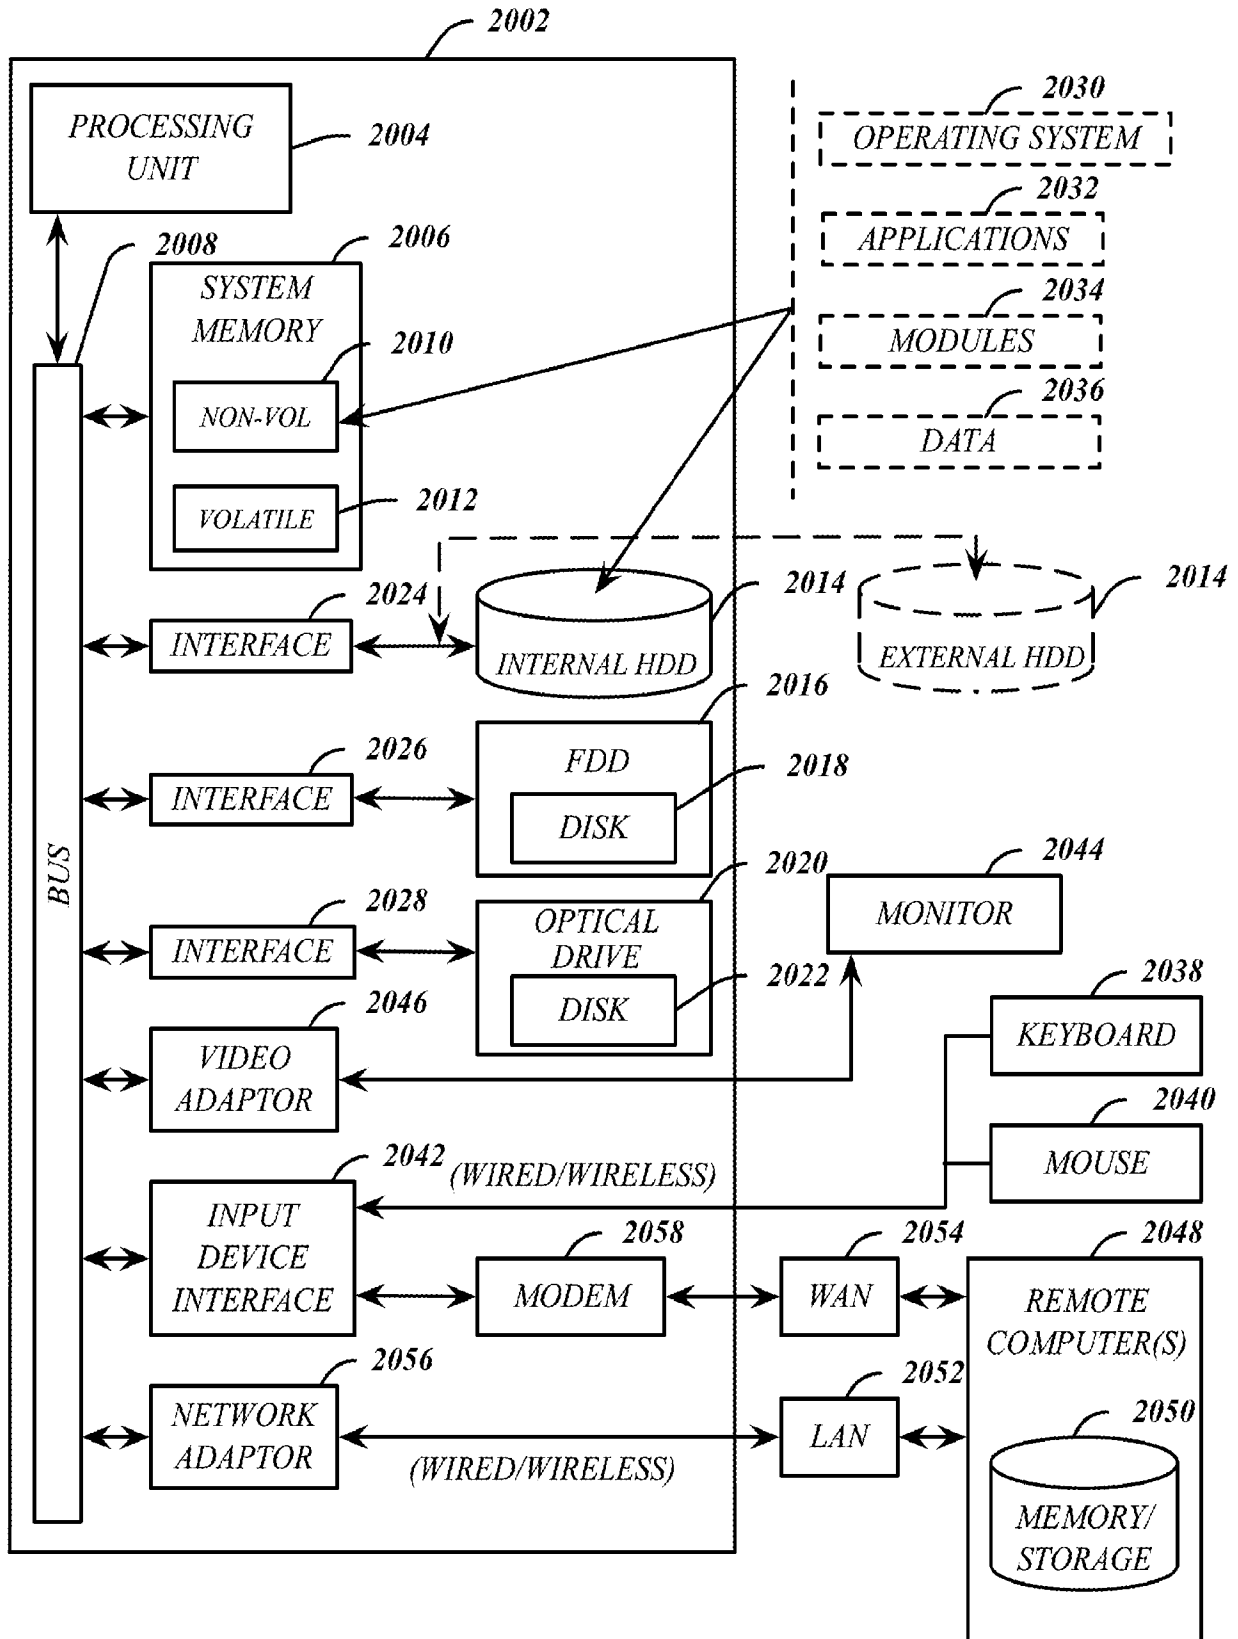 2002
PROCESSING
UNIT
2004
2030
OPERATING SYSTEM
2032
APPLICATIONS
2034
MODULES
2036
DATA
2008
2006
SYSTEM
MEMORY
2010
NON-VOL
2012
VOLATILE
BUS
2024
INTERFACE
2014
INTERNAL HDD
2014
EXTERNAL HDD
2016
FDD
2026
INTERFACE
2018
DISK
2020
OPTICAL
DRIVE
2028
INTERFACE
2022
DISK
2044
MONITOR
2046
VIDEO
ADAPTOR
2038
KEYBOARD
2040
MOUSE
2042
(WIRED/WIRELESS)
INPUT
DEVICE
INTERFACE
2058
MODEM
2054
WAN
2048
REMOTE
COMPUTER(S)
2056
NETWORK
ADAPTOR
(WIRED/WIRELESS)
2052
LAN
2050
MEMORY/
STORAGE